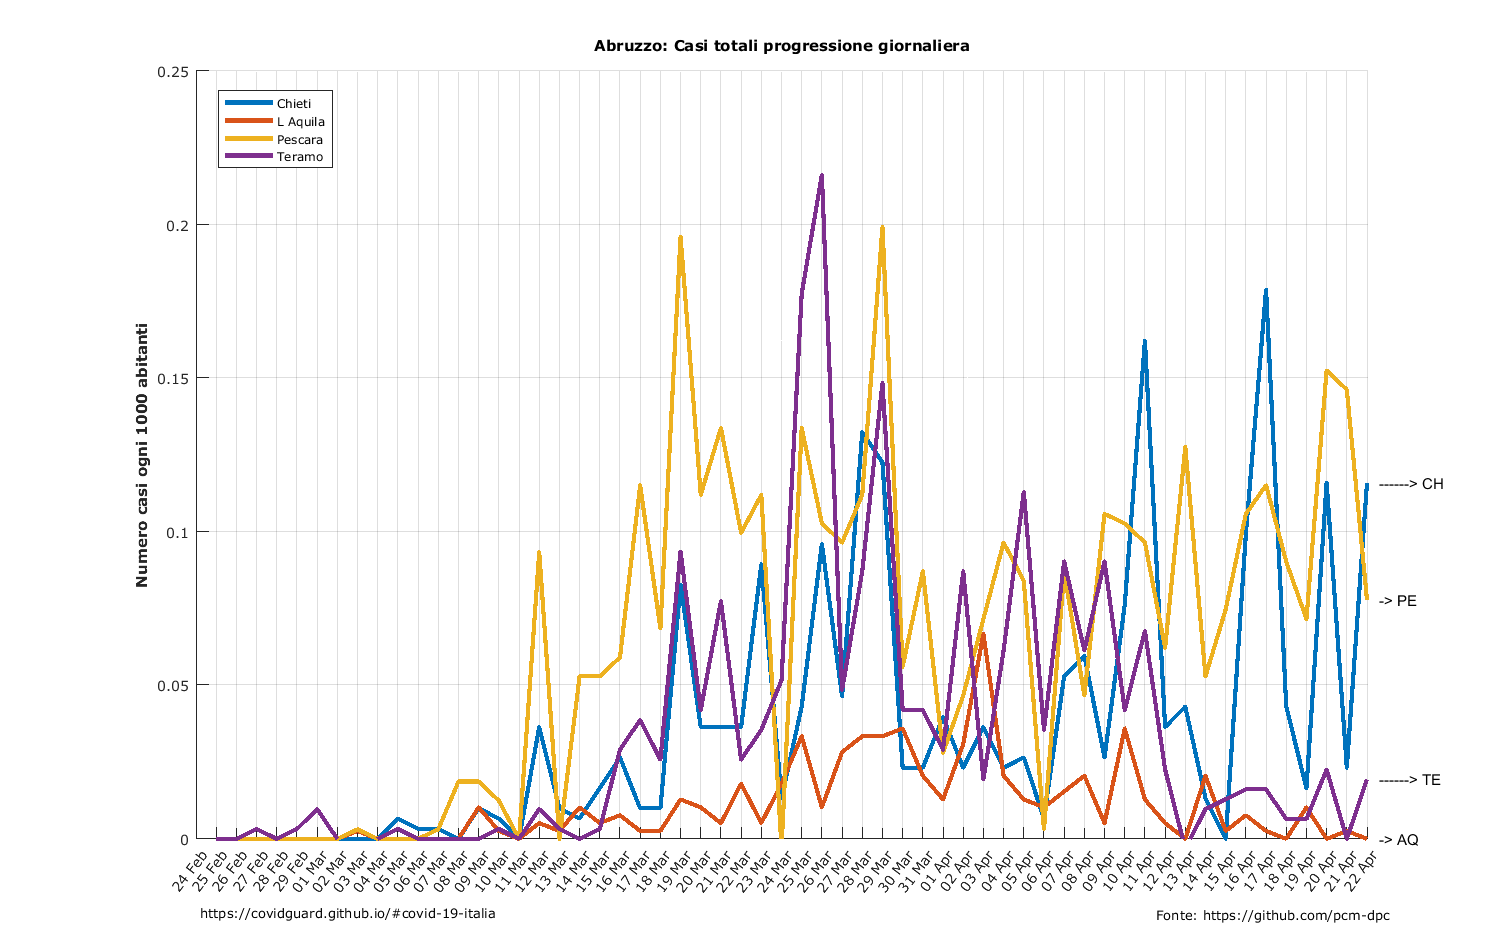 Abruzzo: Casi totali progressione giornaliera
Numero casi ogni 1000 abitanti
0.25
0.2
0.15
0.1
0.05
0
Chieti
L Aquila
Pescara
Teramo
------> CH
-> PE
------> TE
-> AQ
24 Feb
25 Feb
26 Feb
27 Feb
28 Feb
29 Feb
01 Mar
02 Mar
03 Mar
04 Mar
05 Mar
06 Mar
07 Mar
08 Mar
09 Mar
10 Mar
11 Mar
12 Mar
13 Mar
14 Mar
15 Mar
16 Mar
17 Mar
18 Mar
19 Mar
20 Mar
21 Mar
22 Mar
23 Mar
24 Mar
25 Mar
26 Mar
27 Mar
28 Mar
29 Mar
30 Mar
31 Mar
01 Apr
02 Apr
03 Apr
04 Apr
05 Apr
06 Apr
07 Apr
08 Apr
09 Apr
10 Apr
11 Apr
12 Apr
13 Apr
14 Apr
15 Apr
16 Apr
17 Apr
18 Apr
19 Apr
20 Apr
21 Apr
22 Apr
https://covidguard.github.io/#covid-19-italia
Fonte: https://github.com/pcm-dpc